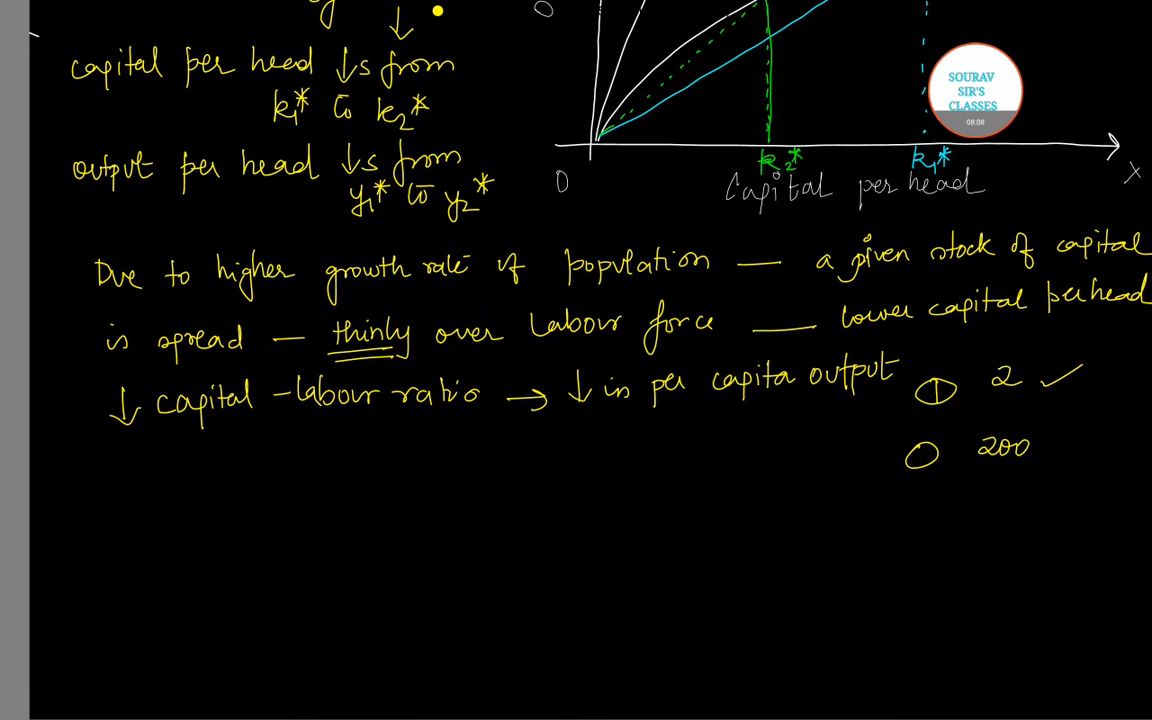 capital per head ↓s from
k1* to k2*
output per head ↓s from
y1* to y2*
O
SOURAV
SIR'S
CLASSES
08:08
k2*
k1*
O
Capital per head
X
Due to higher growth rate of population — a given stock of capital
is spread — thinly over labour force — lower capital per head
↓ capital - labour ratio → ↓ in per capita output
2 ✓
200